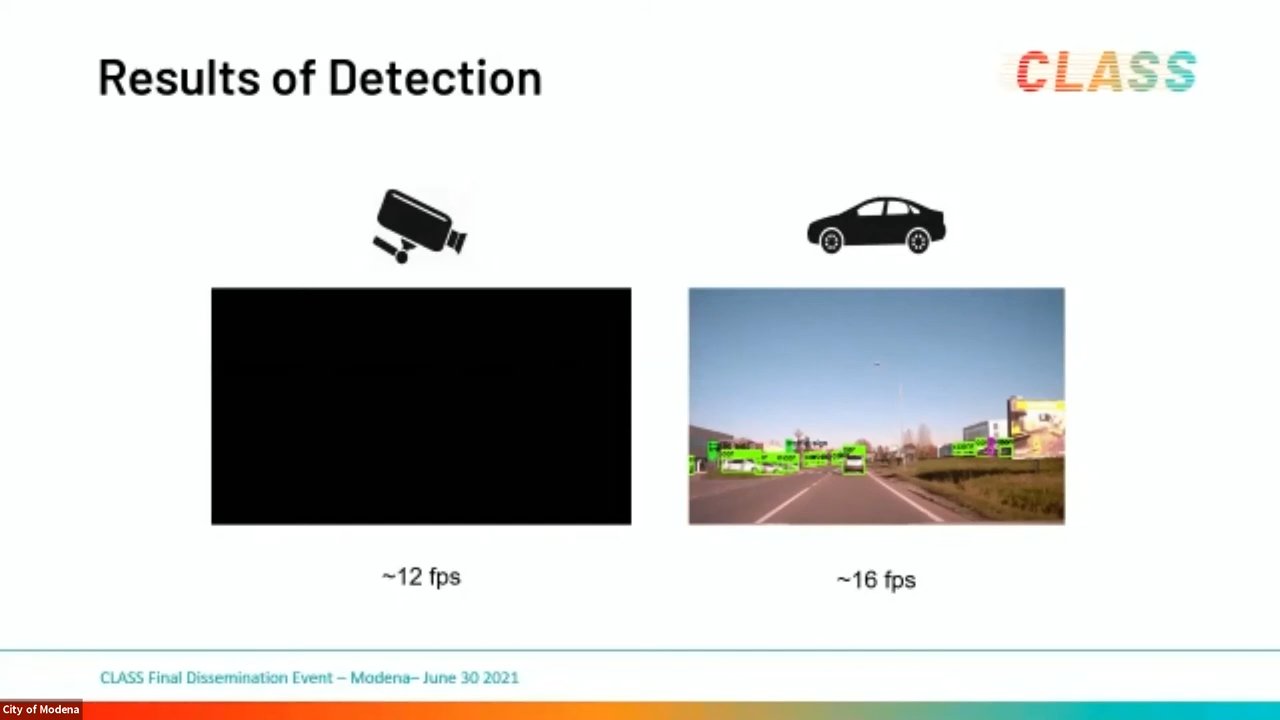 Results of Detection
CLASS
~12 fps
~16 fps
CLASS Final Dissemination Event – Modena– June 30 2021
City of Modena